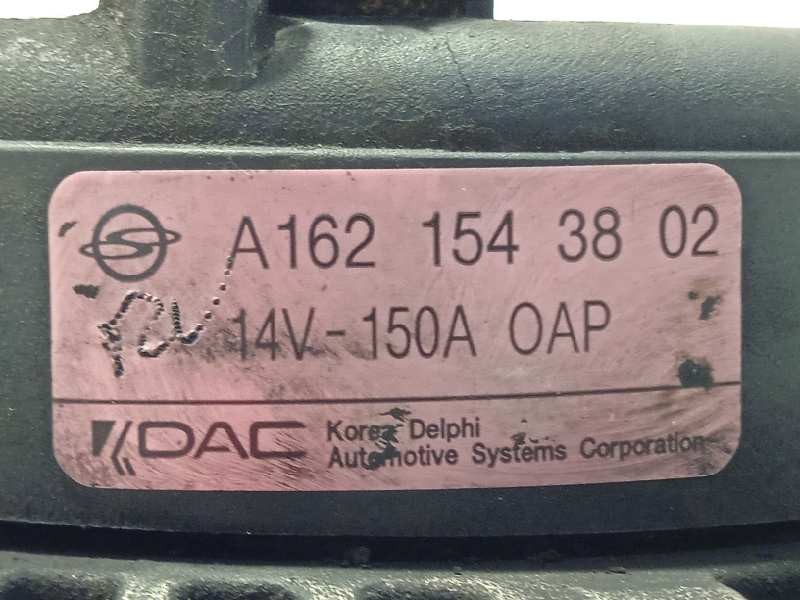 A162 154 38 02
14V-150A OAP
KDAC Korea Delphi
Automotive Systems Corporation